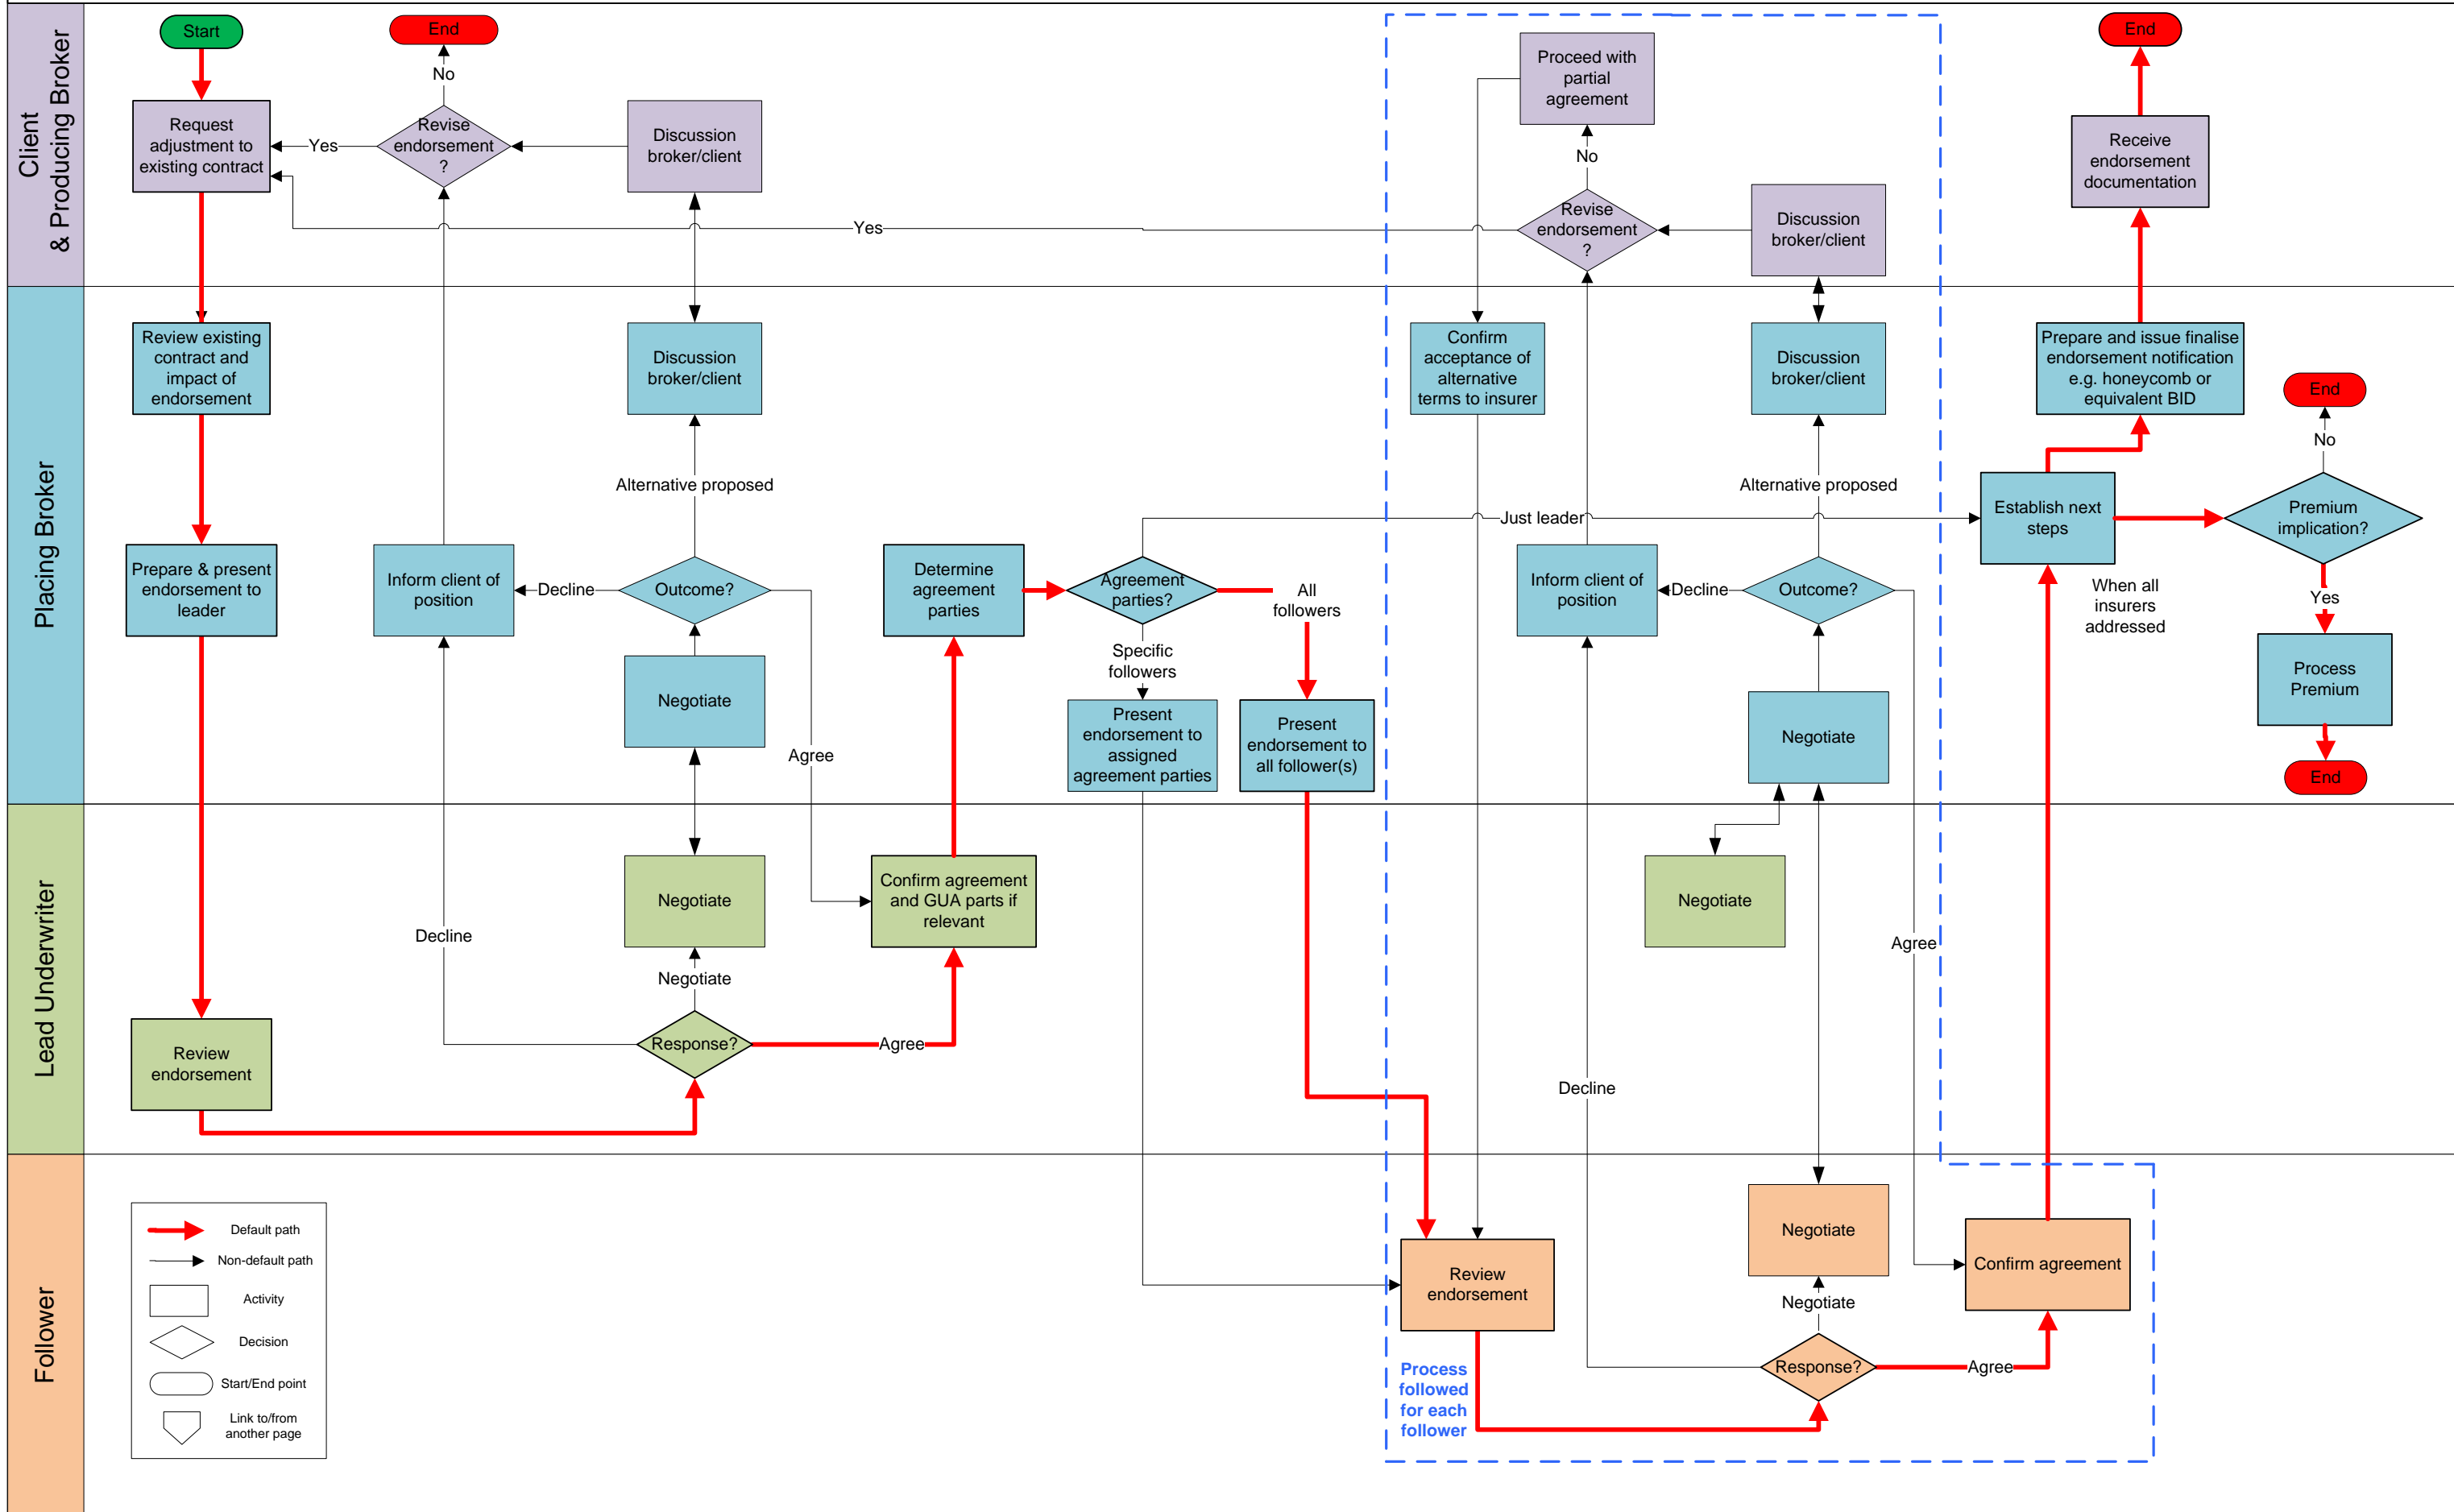 Client
& Producing Broker
Start
End
No
Request
adjustment to
existing contract
Yes
Revise
endorsement
?
Discussion
broker/client
Yes
Proceed with
partial
agreement
No
Revise
endorsement
?
Discussion
broker/client
End
Receive
endorsement
documentation
Placing Broker
Review existing
contract and
impact of
endorsement
Discussion
broker/client
Alternative proposed
Prepare & present
endorsement to
leader
Inform client of
position
Decline
Outcome?
Negotiate
Agree
Determine
agreement
parties
Agreement
parties?
All
followers
Specific
followers
Present
endorsement to
assigned
agreement parties
Present
endorsement to
all follower(s)
Just leader
Confirm
acceptance of
alternative
terms to insurer
Discussion
broker/client
Alternative proposed
Inform client of
position
Decline
Outcome?
Negotiate
Prepare and issue finalise
endorsement notification
e.g. honeycomb or
equivalent BID
Establish next
steps
When all
insurers
addressed
End
No
Premium
implication?
Yes
Process
Premium
End
Lead Underwriter
Review
endorsement
Decline
Negotiate
Negotiate
Response?
Agree
Confirm agreement
and GUA parts if
relevant
Negotiate
Agree
Decline
Follower
Default path
Non-default path
Activity
Decision
Start/End point
Link to/from
another page
Review
endorsement
Process
followed
for each
follower
Negotiate
Negotiate
Response?
Agree
Confirm agreement